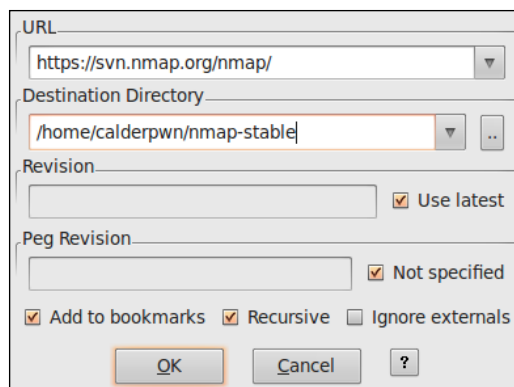 URL
https://svn.nmap.org/nmap/
Destination Directory
/home/calderpwn/nmap-stable
..
Revision
Use latest
Peg Revision
Not specified
Add to bookmarks Recursive Ignore externals
OK Cancel ?